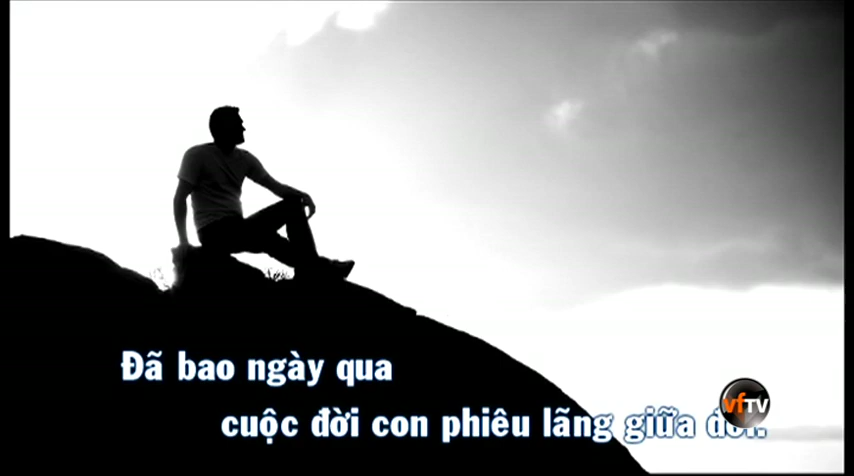 Đã bao ngày qua
cuộc đời con phiêu lãng giữa
vfTV